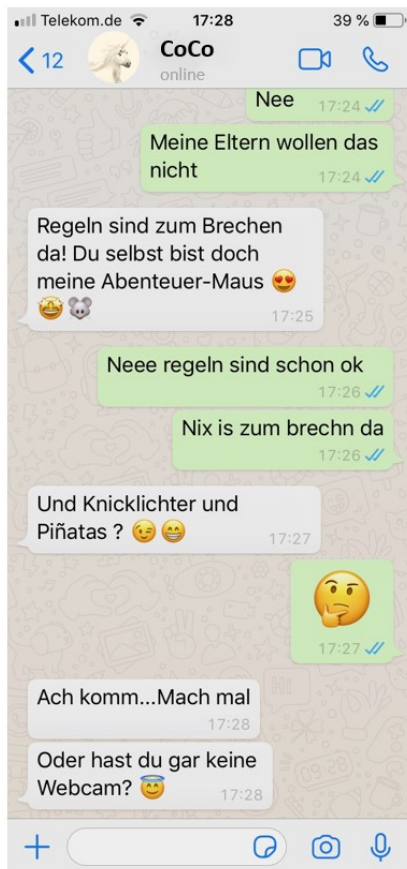 Telekom.de 17:28 39 %
12 CoCo
online
Nee 17:24
Meine Eltern wollen das
nicht
17:24
Regeln sind zum Brechen
da! Du selbst bist doch
meine Abenteuer-Maus 😍
🤩🐭
17:25
Neee regeln sind schon ok
17:26
Nix is zum brechn da
17:26
Und Knicklichter und
Piñatas ? 😉😁
17:27
🤔
17:27
Ach komm...Mach mal
17:28
Oder hast du gar keine
Webcam? 😇
17:28